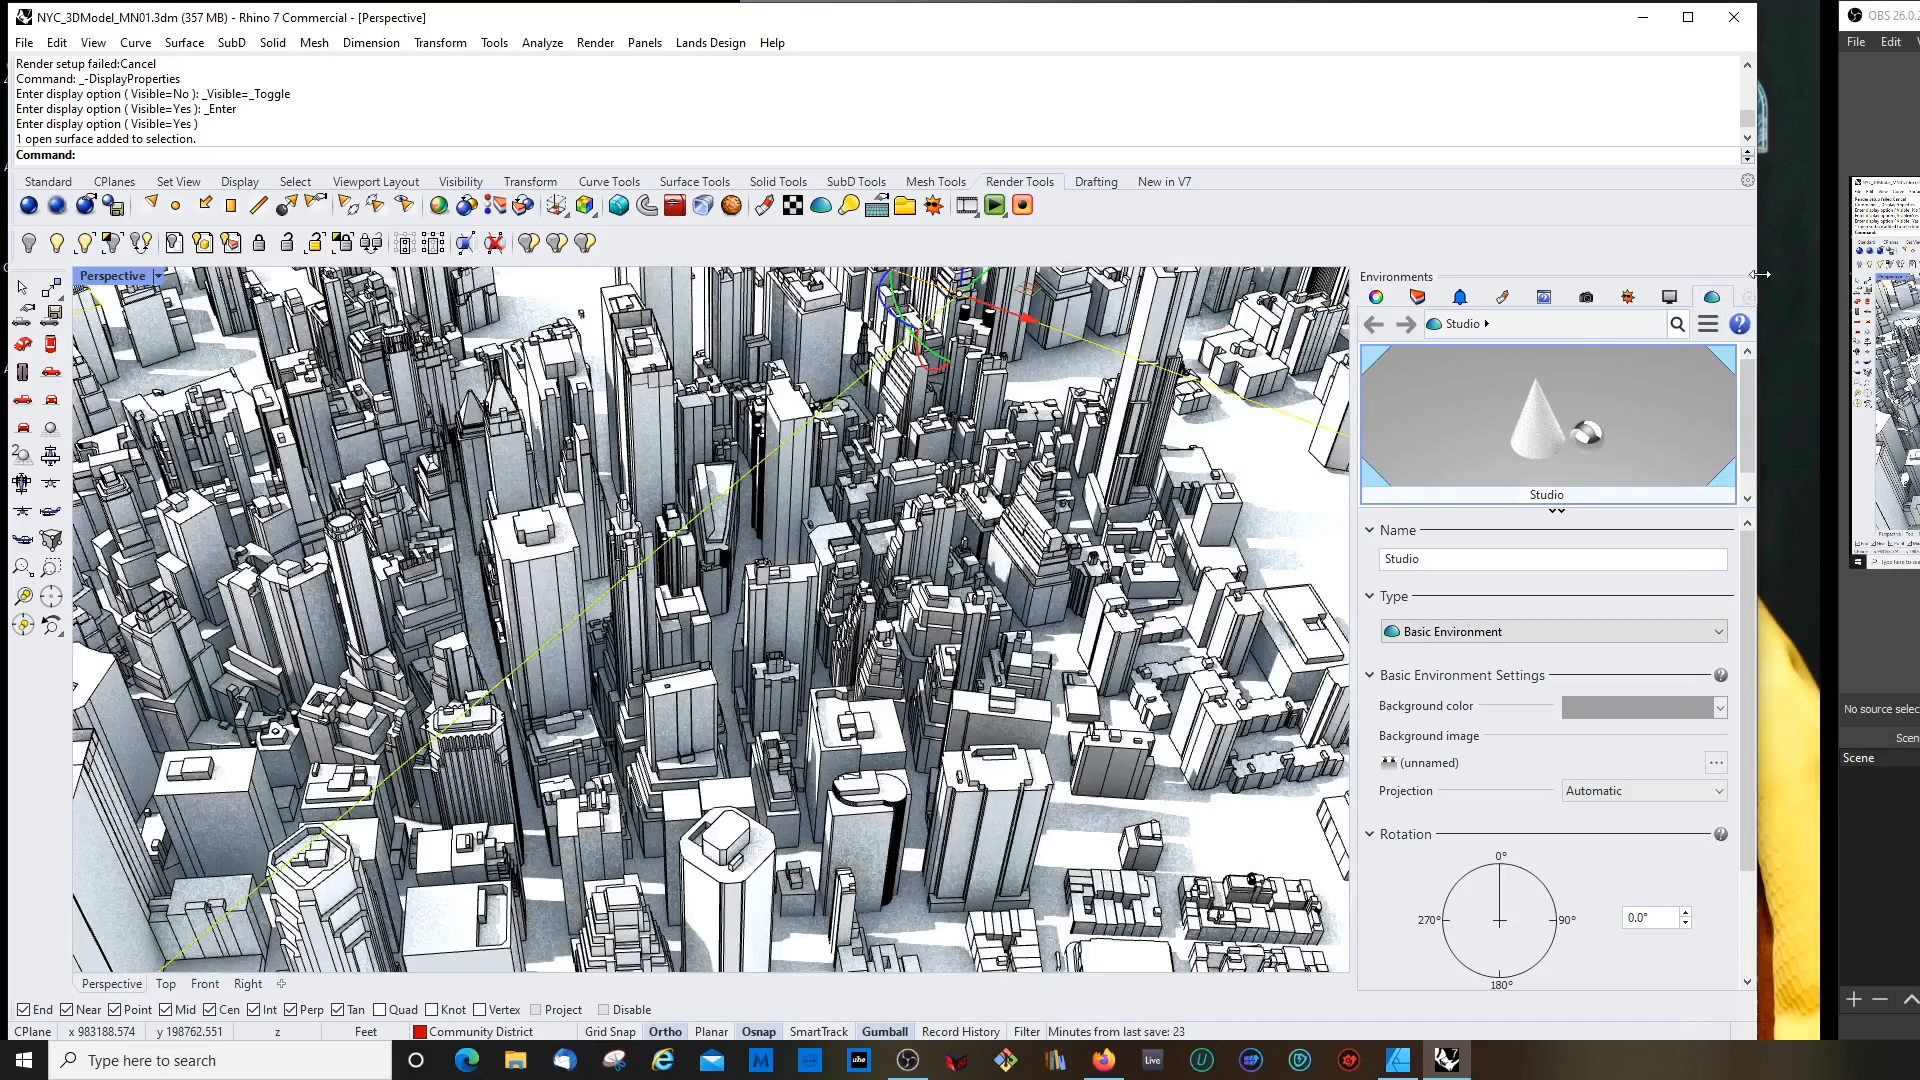 NYC_3DModel_MN01.3dm (357 MB) - Rhino 7 Commercial - [Perspective]
OBS 26.0.2
File Edit View Curve Surface SubD Solid Mesh Dimension Transform Tools Analyze Render Panels Lands Design Help
File Edit
Render setup failed:Cancel
Command: _-DisplayProperties
Enter display option ( Visible=No ): _Visible=_Toggle
Enter display option ( Visible=Yes ): _Enter
Enter display option ( Visible=Yes )
1 open surface added to selection.
Command:
Standard CPlanes Set View Display Select Viewport Layout Visibility Transform Curve Tools Surface Tools Solid Tools SubD Tools Mesh Tools Render Tools Drafting New in V7
Perspective
Environments
Studio
Studio
Name
Studio
Type
Basic Environment
Basic Environment Settings
Background color
Background image
(unnamed)
Projection Automatic
Rotation
0°
270° 90° 0.0°
180°
No source selec
Scen
Scene
Perspective Top Front Right
End Near Point Mid Cen Int Perp Tan Quad Knot Vertex Project Disable
CPlane x 983188.574 y 198762.551 z Feet Community District Grid Snap Ortho Planar Osnap SmartTrack Gumball Record History Filter Minutes from last save: 23
Type here to search
Live